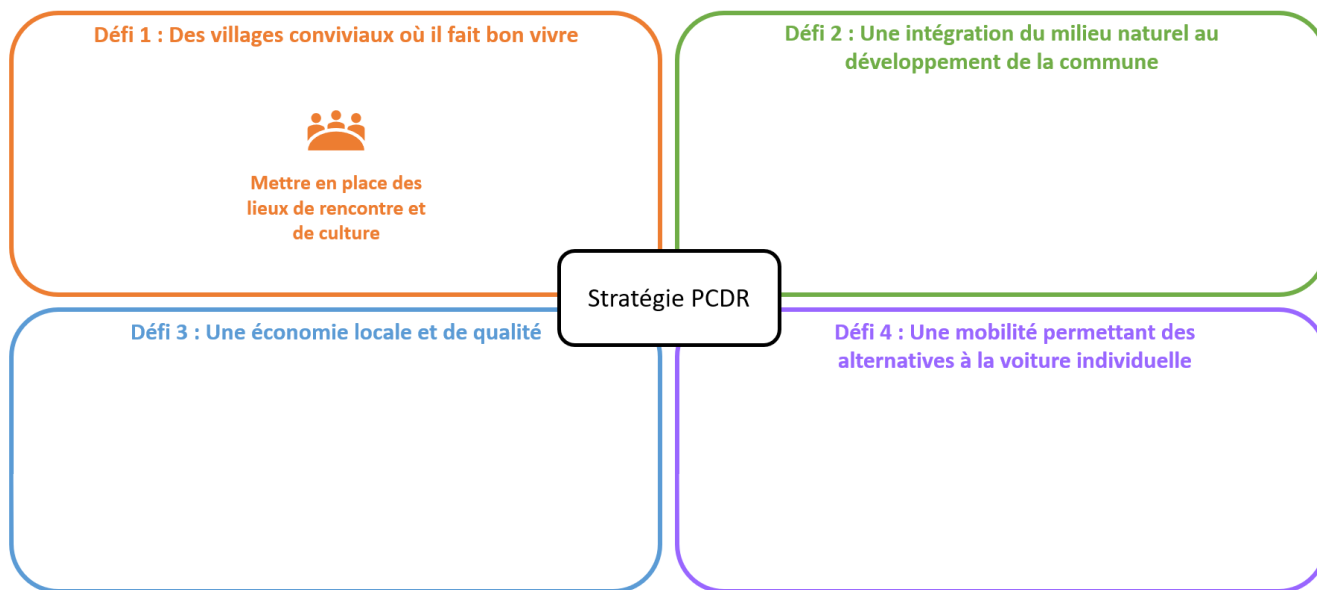 Défi 1 : Des villages conviviaux où il fait bon vivre
Mettre en place des
lieux de rencontre et
de culture
Défi 2 : Une intégration du milieu naturel au
développement de la commune
Stratégie PCDR
Défi 3 : Une économie locale et de qualité
Défi 4 : Une mobilité permettant des
alternatives à la voiture individuelle